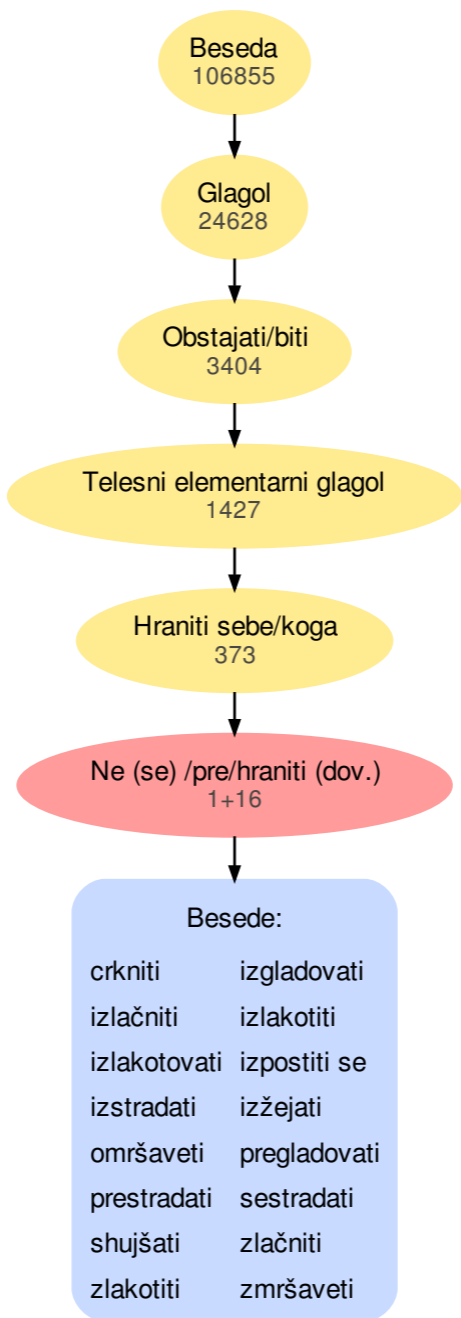 Beseda
106855
Glagol
24628
Obstajati/biti
3404
Telesni elementarni glagol
1427
Hraniti sebe/koga
373
Ne (se) /pre/hraniti (dov.)
1+16
Besede:
crkniti izgladovati
izlačniti izlakotiti
izlakotovati izpostiti se
izstradati izžejati
omršaveti pregladovati
prestradati sestradati
shujšati zlačniti
zlakotiti zmršaveti